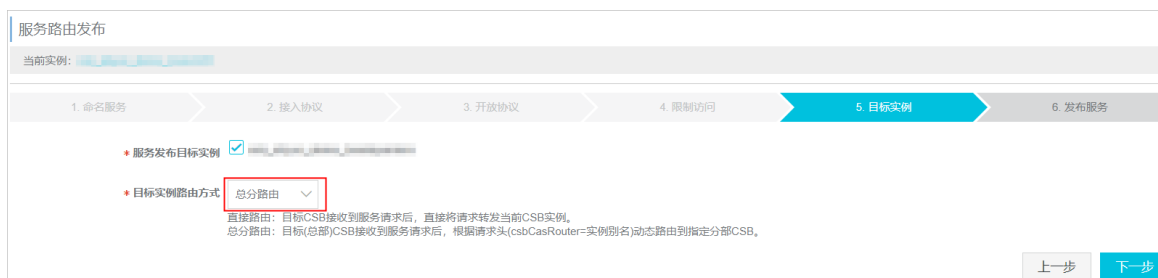 服务路由发布
当前实例：
1. 命名服务 2. 接入协议 3. 开放协议 4. 限制访问 5. 目标实例 6. 发布服务
* 服务发布目标实例
* 目标实例路由方式 总分路由
直接路由：目标CSB接收到服务请求后，直接将请求转发当前CSB实例。
总分路由：目标(总部)CSB接收到服务请求后，根据请求头(csbCasRouter=实例别名)动态路由到指定分部CSB。
上一步 下一步